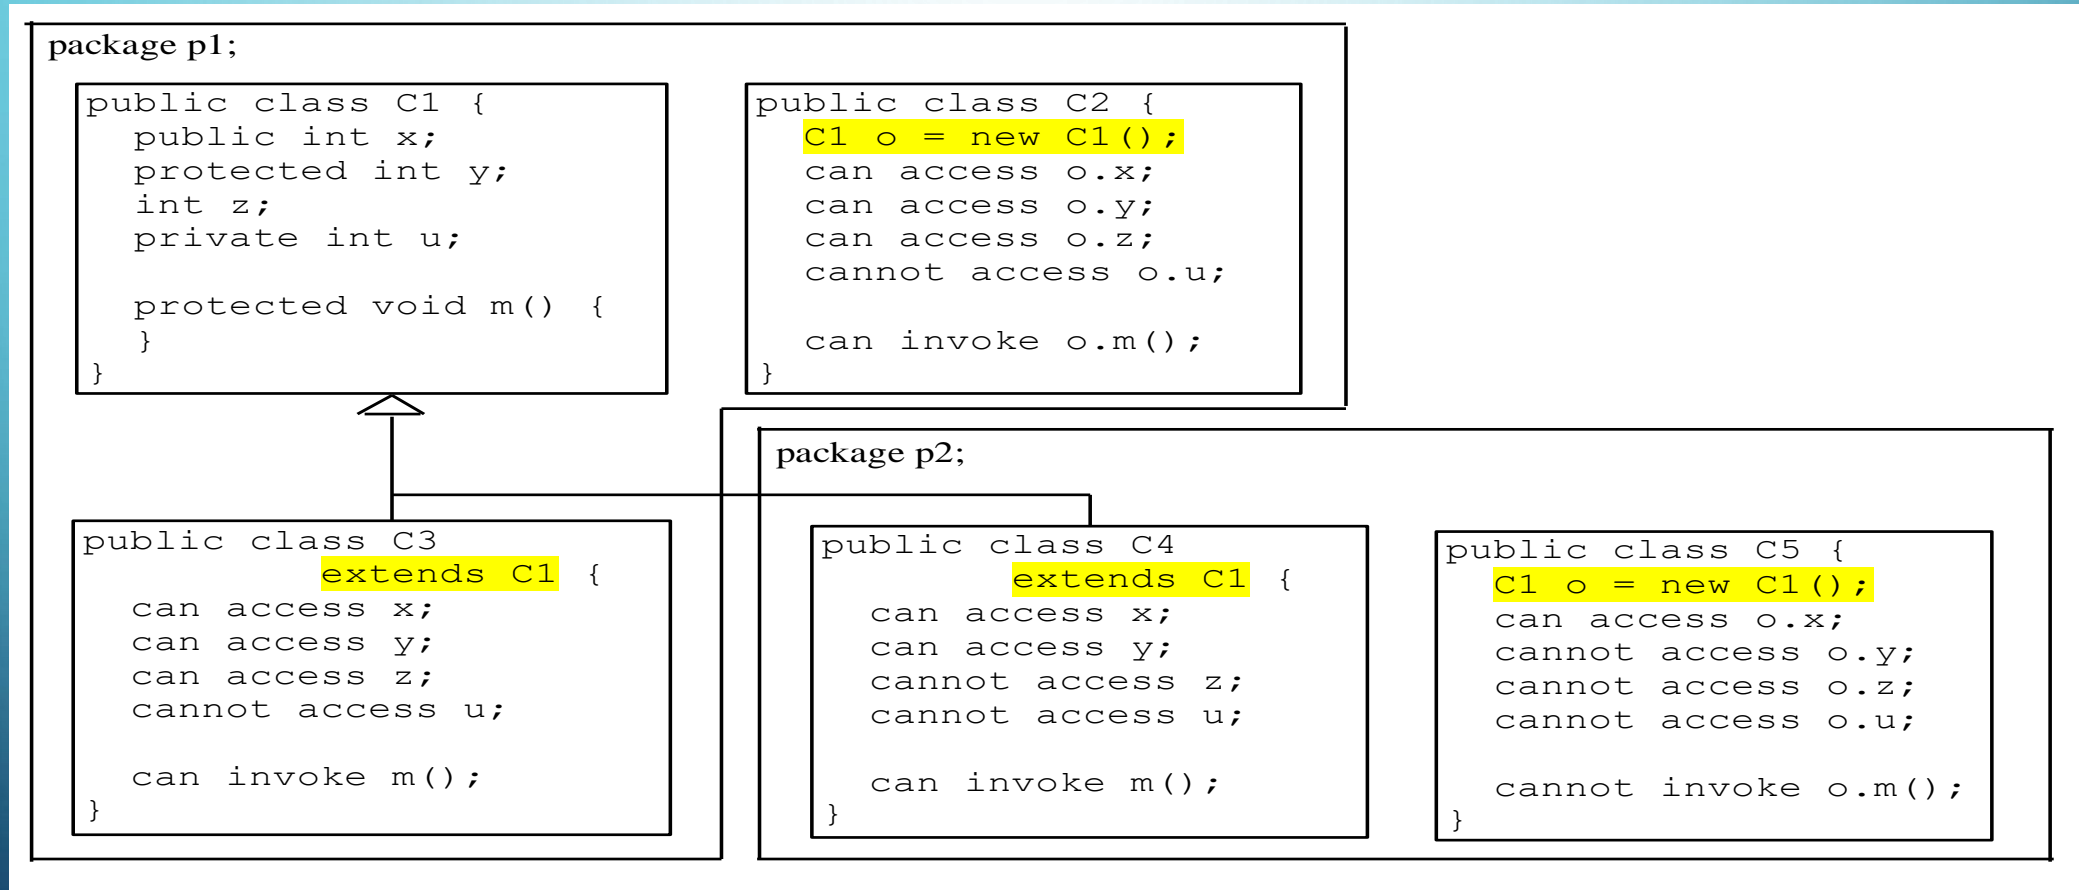 package p1;
public class C1 {
public int x;
protected int y;
int z;
private int u;
protected void m() {
}
}
public class C2 {
C1 o = new C1();
can access o.x;
can access o.y;
can access o.z;
cannot access o.u;
can invoke o.m();
}
public class C3
extends C1 {
can access x;
can access y;
can access z;
cannot access u;
can invoke m();
}
package p2;
public class C4
extends C1 {
can access x;
can access y;
cannot access z;
cannot access u;
can invoke m();
}
public class C5 {
C1 o = new C1();
can access o.x;
cannot access o.y;
cannot access o.z;
cannot access o.u;
cannot invoke o.m();
}